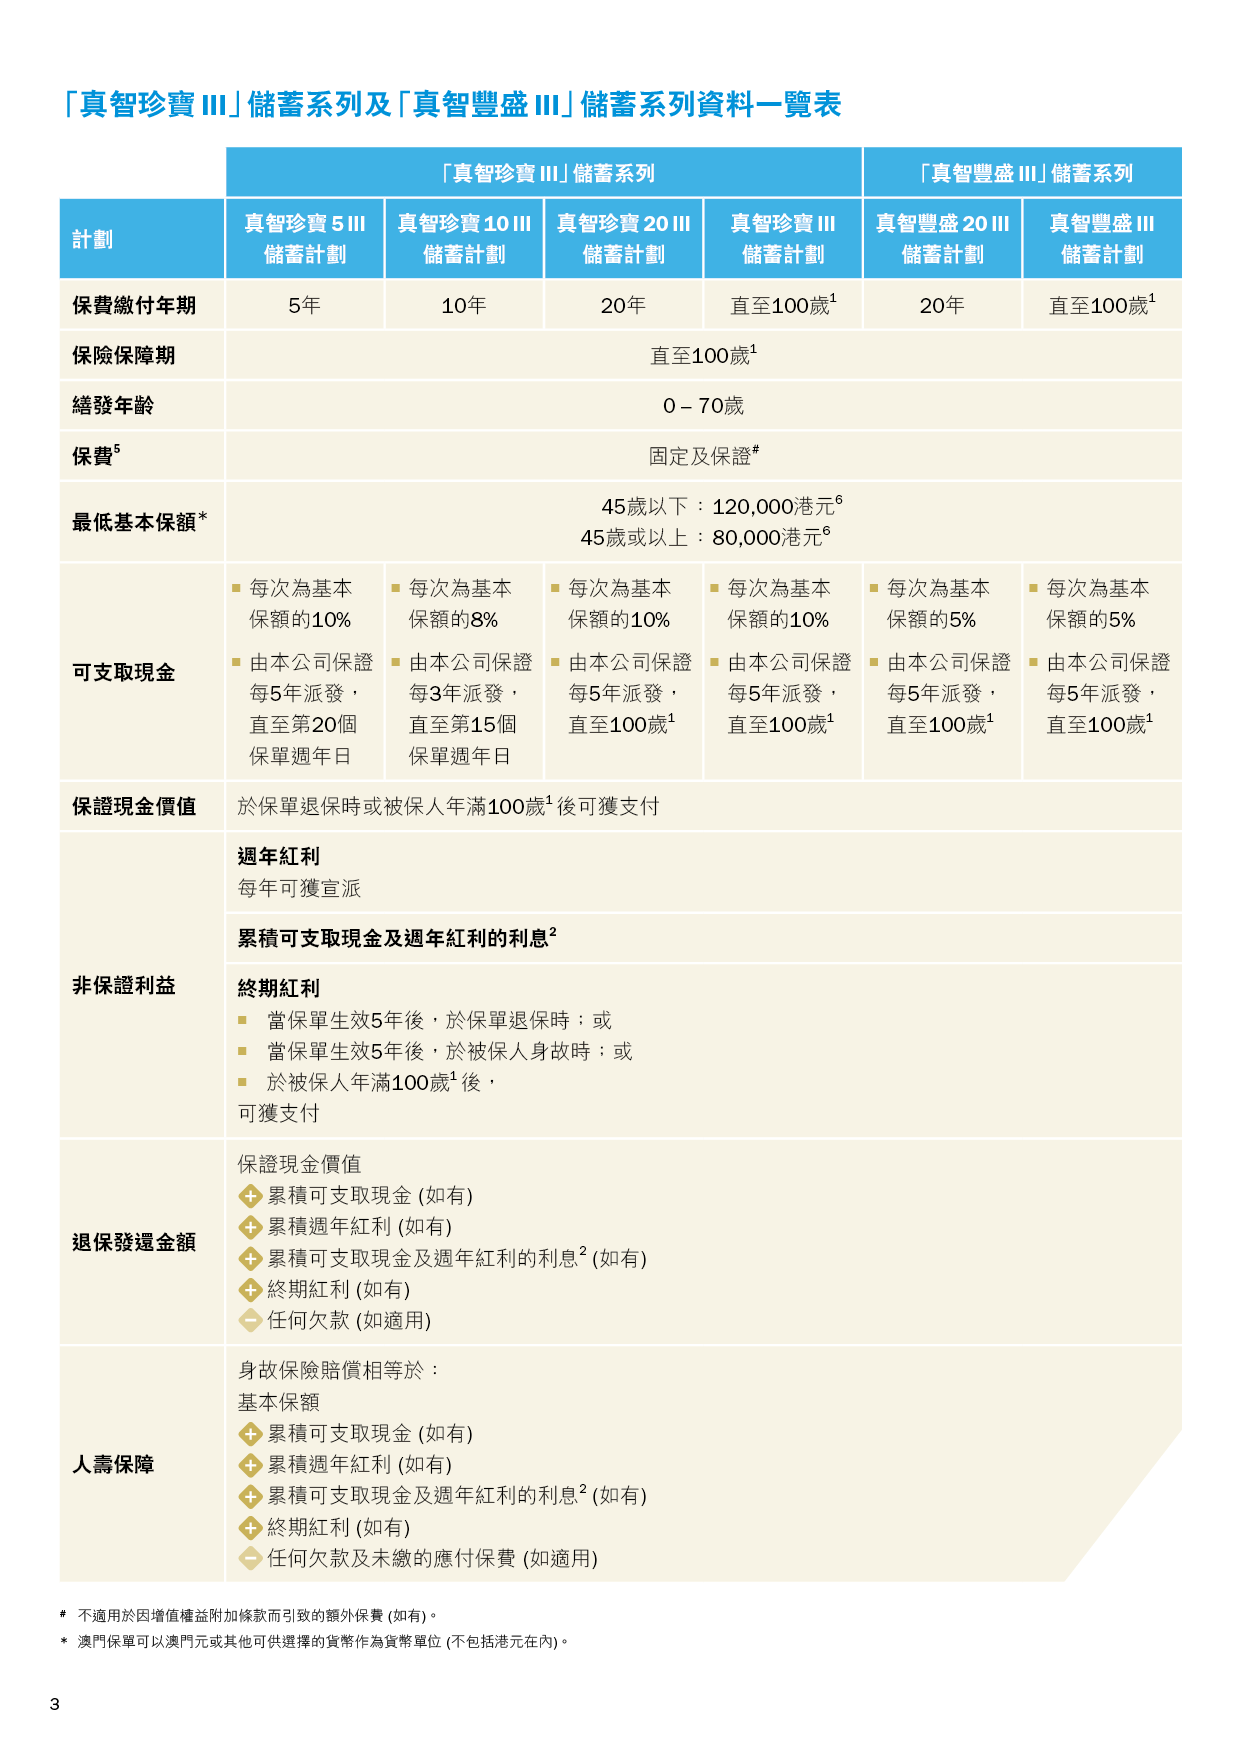 「真智珍寶 III」儲蓄系列及「真智豐盛 III」儲蓄系列資料一覽表
「真智珍寶 III」儲蓄系列
「真智豐盛 III」儲蓄系列
計劃
真智珍寶 5 III
儲蓄計劃
真智珍寶 10 III
儲蓄計劃
真智珍寶 20 III
儲蓄計劃
真智珍寶 III
儲蓄計劃
真智豐盛 20 III
儲蓄計劃
真智豐盛 III
儲蓄計劃
保費繳付年期
5年
10年
20年
直至100歲1
20年
直至100歲1
保險保障期
直至100歲1
繕發年齡
0 – 70歲
保費5
固定及保證#
最低基本保額*
45歲以下：120,000港元6
45歲或以上：80,000港元6
可支取現金
■ 每次為基本
保額的10%
■ 由本公司保證
每5年派發，
直至第20個
保單週年日
■ 每次為基本
保額的8%
■ 由本公司保證
每3年派發，
直至第15個
保單週年日
■ 每次為基本
保額的10%
■ 由本公司保證
每5年派發，
直至100歲1
■ 每次為基本
保額的10%
■ 由本公司保證
每5年派發，
直至100歲1
■ 每次為基本
保額的5%
■ 由本公司保證
每5年派發，
直至100歲1
■ 每次為基本
保額的5%
■ 由本公司保證
每5年派發，
直至100歲1
保證現金價值
於保單退保時或被保人年滿100歲1 後可獲支付
非保證利益
週年紅利
每年可獲宣派
累積可支取現金及週年紅利的利息2
終期紅利
■ 當保單生效5年後，於保單退保時；或
■ 當保單生效5年後，於被保人身故時；或
■ 於被保人年滿100歲1 後，
可獲支付
退保發還金額
保證現金價值
+ 累積可支取現金 (如有)
+ 累積週年紅利 (如有)
+ 累積可支取現金及週年紅利的利息2 (如有)
+ 終期紅利 (如有)
− 任何欠款 (如適用)
人壽保障
身故保險賠償相等於：
基本保額
+ 累積可支取現金 (如有)
+ 累積週年紅利 (如有)
+ 累積可支取現金及週年紅利的利息2 (如有)
+ 終期紅利 (如有)
− 任何欠款及未繳的應付保費 (如適用)
# 不適用於因增值權益附加條款而引致的額外保費 (如有)。
* 澳門保單可以澳門元或其他可供選擇的貨幣作為貨幣單位 (不包括港元在內)。
3